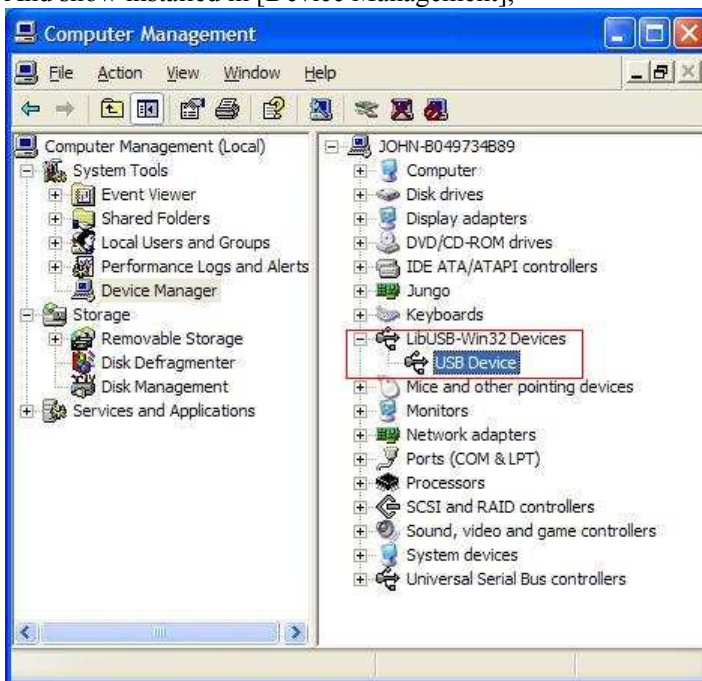 And show installed in [Device Management],
Computer Management
File Action View Window Help
Computer Management (Local)
System Tools
Event Viewer
Shared Folders
Local Users and Groups
Performance Logs and Alerts
Device Manager
Storage
Removable Storage
Disk Defragmenter
Disk Management
Services and Applications
JOHN-B049734B89
Computer
Disk drives
Display adapters
DVD/CD-ROM drives
IDE ATA/ATAPI controllers
Jungo
Keyboards
LibUSB-Win32 Devices
USB Device
Mice and other pointing devices
Monitors
Network adapters
Ports (COM & LPT)
Processors
SCSI and RAID controllers
Sound, video and game controllers
System devices
Universal Serial Bus controllers